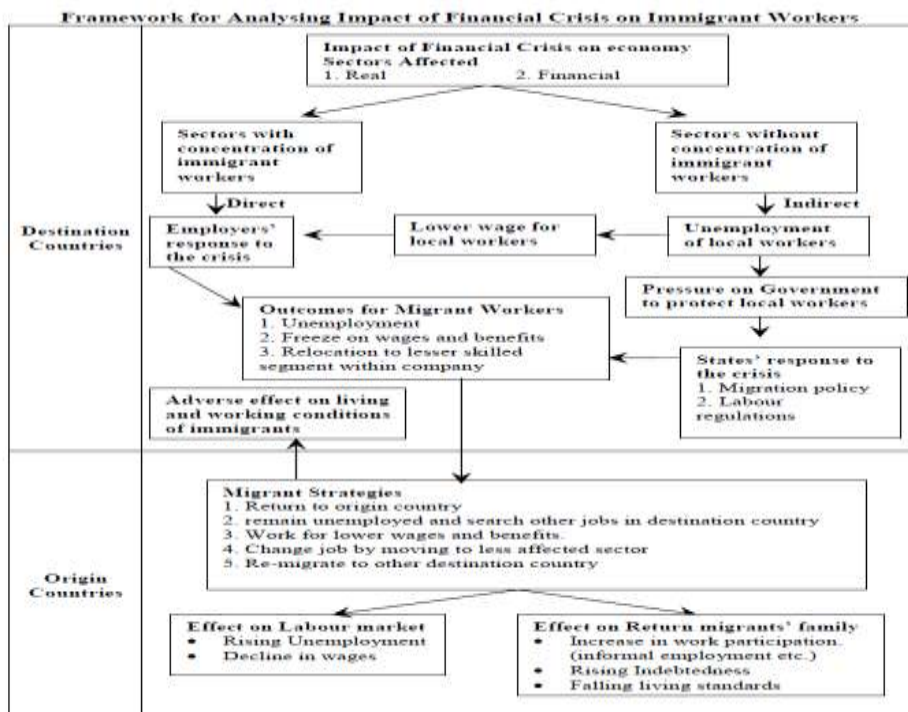 Framework for Analysing Impact of Financial Crisis on Immigrant Workers
Impact of Financial Crisis on economy
Sectors Affected
1. Real 2. Financial
Sectors with
concentration of
immigrant
workers
Sectors without
concentration of
immigrant
workers
Direct
Indirect
Destination
Countries
Employers'
response to
the crisis
Lower wage for
local workers
Unemployment
of local workers
Pressure on Government
to protect local workers
Outcomes for Migrant Workers
1. Unemployment
2. Freeze on wages and benefits
3. Relocation to lesser skilled
segment within company
States' response to
the crisis
1. Migration policy
2. Labour
regulations
Adverse effect on living
and working conditions
of immigrants
Origin
Countries
Migrant Strategies
1. Return to origin country
2. remain unemployed and search other jobs in destination country
3. Work for lower wages and benefits.
4. Change job by moving to less affected sector
5. Re-migrate to other destination country
Effect on Labour market
• Rising Unemployment
• Decline in wages
Effect on Return migrants' family
• Increase in work participation.
(informal employment etc.)
• Rising Indebtedness
• Falling living standards